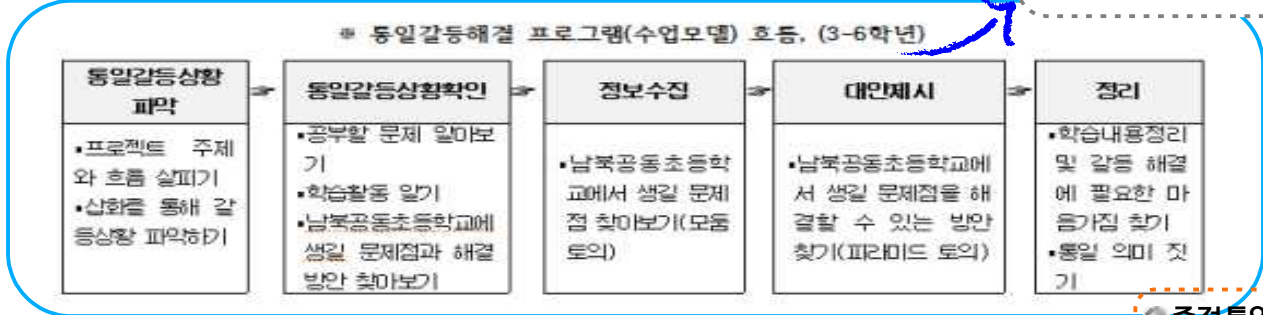 ※ 통일갈등해결 프로그램(수업모델) 흐름, (3-6학년)
통일갈등상황
파악
☞
통일갈등상황확인
☞
정보수집
☞
대안제시
☞
정리
▪프로젝트 주제
와 흐름 살피기
▪삽화를 통해 갈
등상황 파악하기
▪공부할 문제 알아보
기
▪학습활동 알기
▪남북공동초등학교에
생길 문제점과 해결
방안 찾아보기
▪남북공동초등학
교에서 생길 문제
점 찾아보기(모둠
토의)
▪남북공동초등학교에
서 생길 문제점을 해
결할 수 있는 방안
찾기(피라미드 토의)
▪학습내용정리
및 갈등 해결
에 필요한 마
음가짐 찾기
▪통일 의미 짓
기